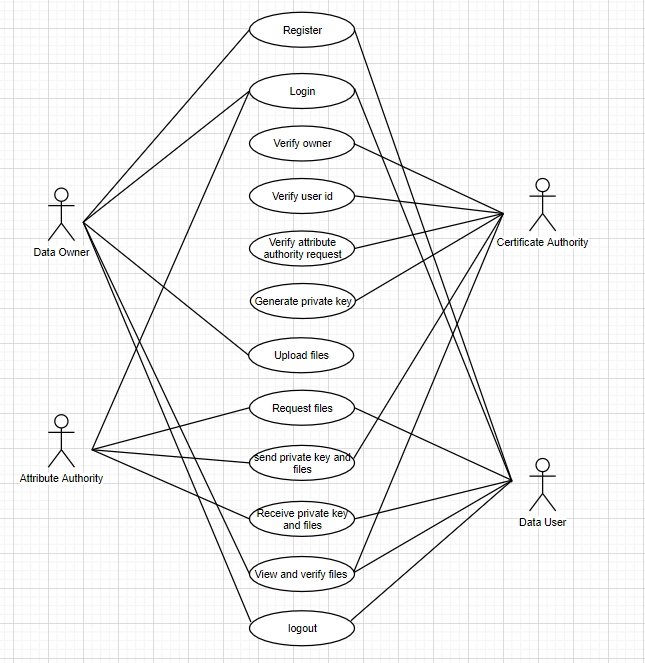 Register
Login
Verify owner
Verify user id
Verify attribute
authority request
Generate private key
Upload files
Request files
send private key and
files
Receive private key
and files
View and verify files
logout
Data Owner
Attribute Authority
Certificate Authority
Data User